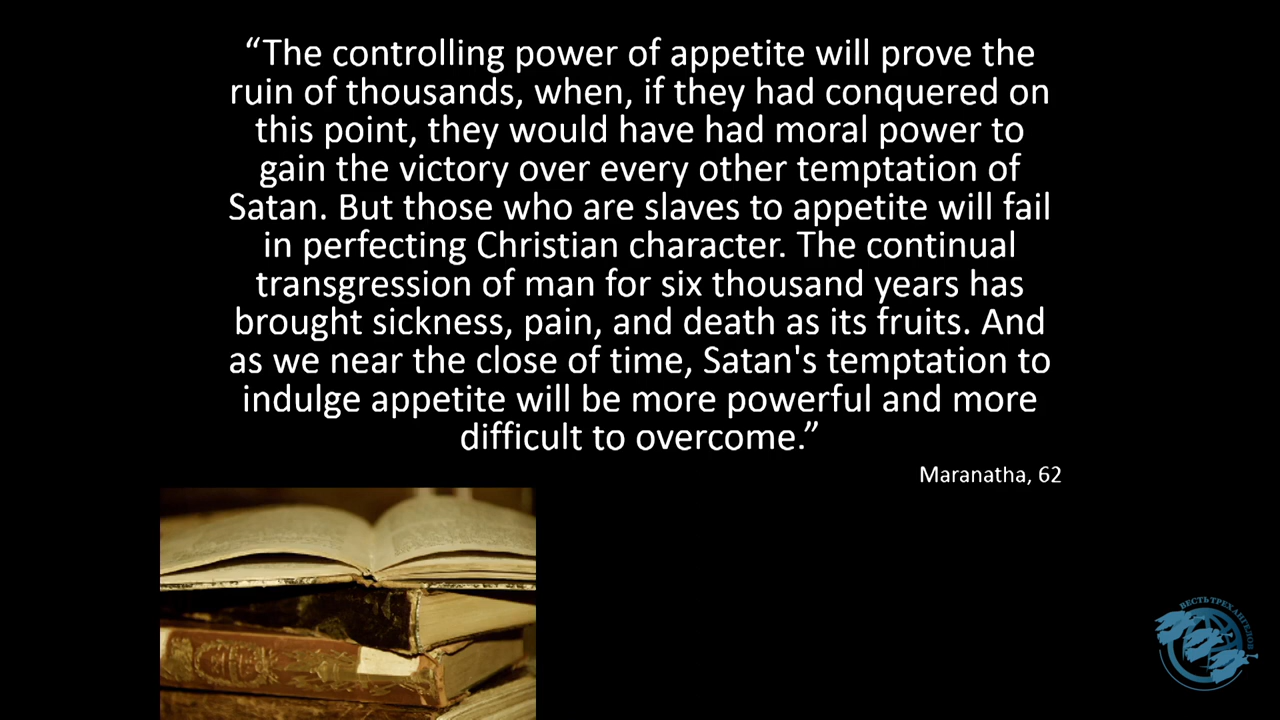 “The controlling power of appetite will prove the
ruin of thousands, when, if they had conquered on
this point, they would have had moral power to
gain the victory over every other temptation of
Satan. But those who are slaves to appetite will fail
in perfecting Christian character. The continual
transgression of man for six thousand years has
brought sickness, pain, and death as its fruits. And
as we near the close of time, Satan's temptation to
indulge appetite will be more powerful and more
difficult to overcome.”
Maranatha, 62
ВЕСТЬ ТРЕХ АНГЕЛОВ